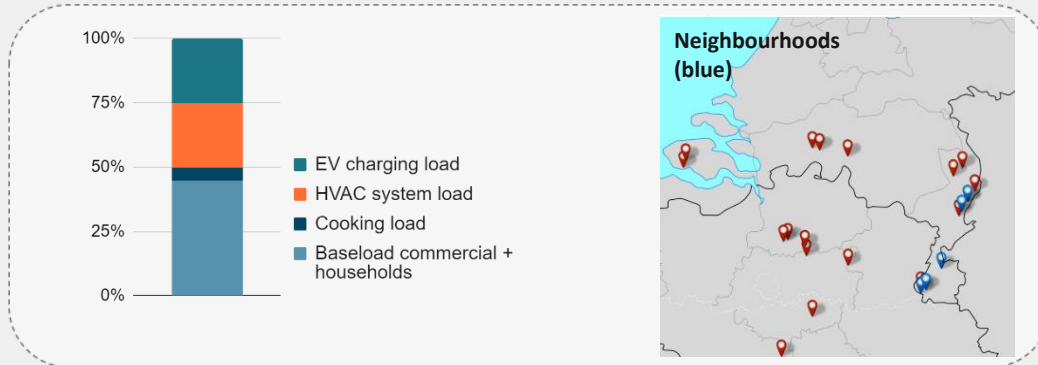 100%
75%
50%
25%
0%
EV charging load
HVAC system load
Cooking load
Baseload commercial +
households
Neighbourhoods
(blue)